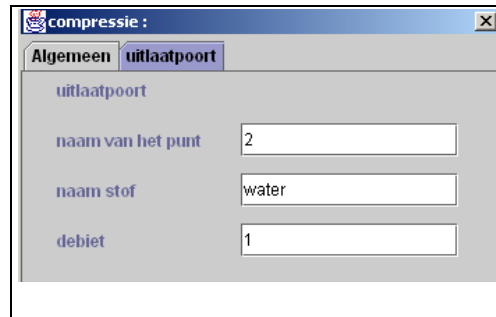 compressie :
Algemeen uitlaatpoort
uitlaatpoort
naam van het punt 2
naam stof water
debiet 1